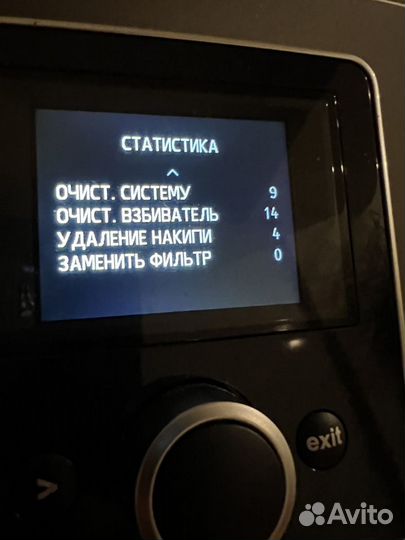 СТАТИСТИКА
ОЧИСТ. СИСТЕМУ 9
ОЧИСТ. ВЗБИВАТЕЛЬ 14
УДАЛЕНИЕ НАКИПИ 4
ЗАМЕНИТЬ ФИЛЬТР 0
exit
Avito